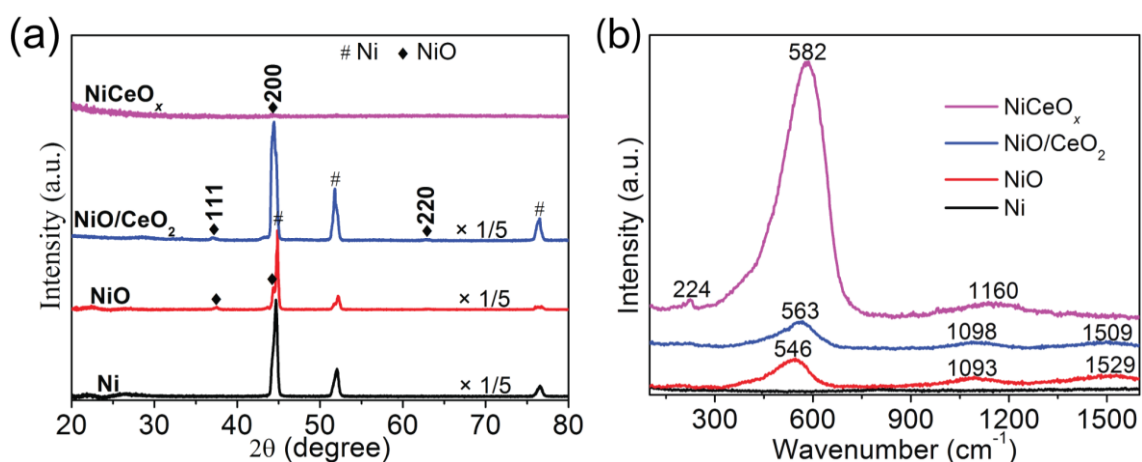 (a)
# Ni ◆ NiO
NiCeOₓ
200
NiO/CeO₂
111
#
#
220
#
× 1/5
NiO
× 1/5
Ni
× 1/5
Intensity (a.u.)
20 30 40 50 60 70 80
2θ (degree)
(b)
582
NiCeOₓ
NiO/CeO₂
NiO
Ni
224
1160
563
1098
1509
546
1093
1529
Intensity (a.u.)
300 600 900 1200 1500
Wavenumber (cm⁻¹)